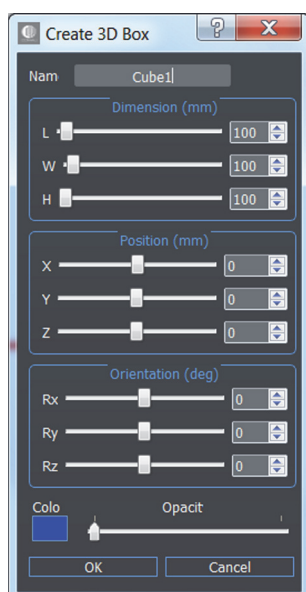 Create 3D Box ?
Nam Cube1
Dimension (mm)
L 100
W 100
H 100
Position (mm)
X 0
Y 0
Z 0
Orientation (deg)
Rx 0
Ry 0
Rz 0
Colo Opacit
OK Cancel